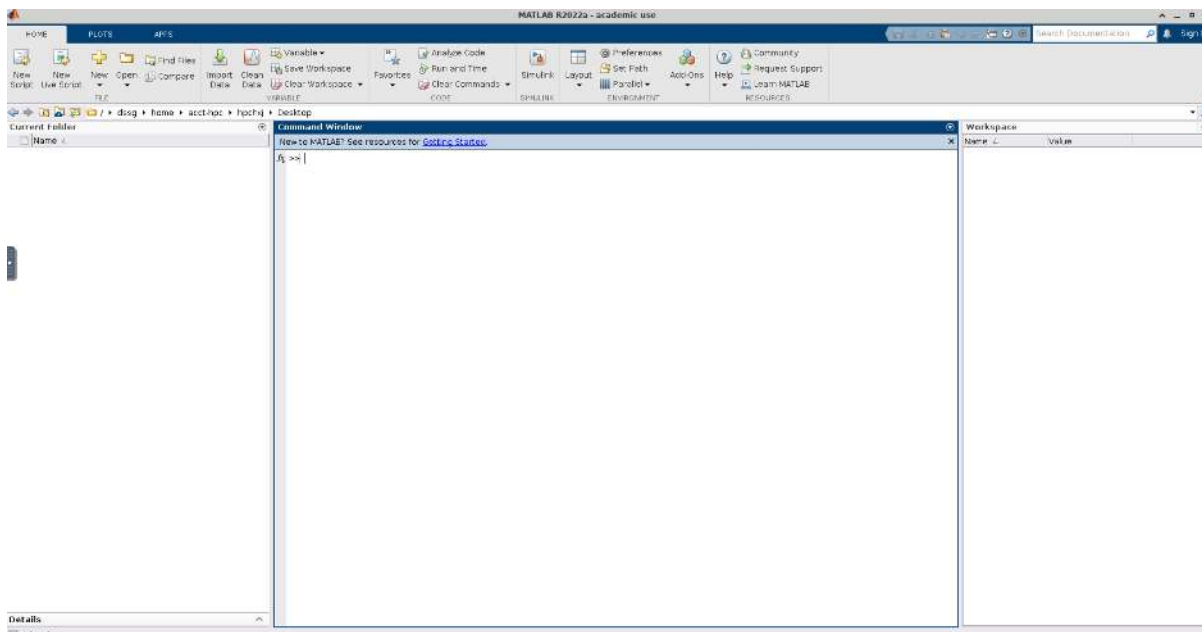 MATLAB R2022a - academic use
HOME PLOTS APPS
Search Documentation Sign
New Script
New Live Script
New
Open
Find Files
Compare
Import Data
Clean Data
Variable
Save Workspace
Clear Workspace
Favorites
Analyze Code
Run and Time
Clear Commands
Simulink
Layout
Preferences
Set Path
Parallel
Add-Ons
Help
Community
Request Support
Learn MATLAB
FILE VARIABLE CODE SIMULINK ENVIRONMENT RESOURCES
/ dssg home acct-hpc Desktop
Current Folder
Name
Command Window
New to MATLAB? See resources for Getting Started.
fx >>
Workspace
Name Value
Details